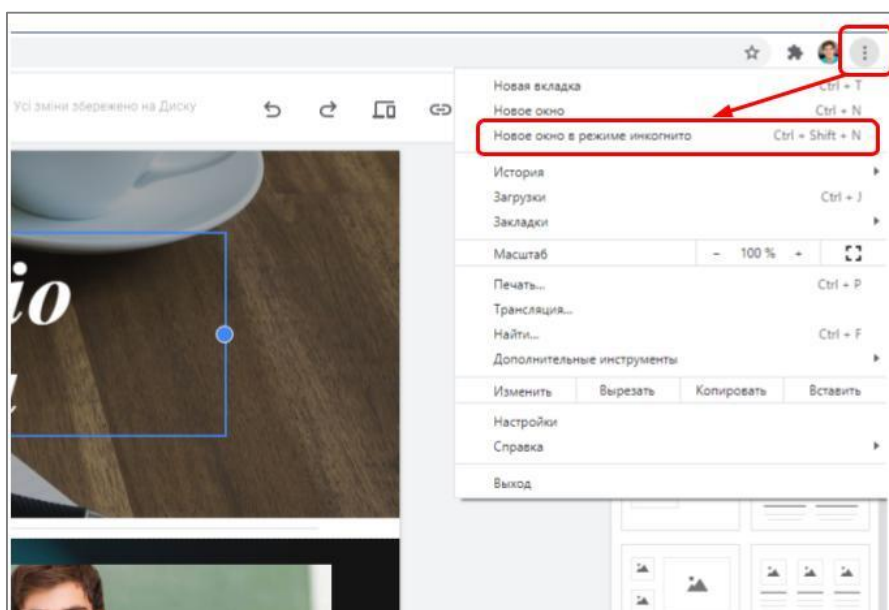 Усі зміни збережено на Диску
Новая вкладка Ctrl + T
Новое окно Ctrl + N
Новое окно в режиме инкогнито Ctrl + Shift + N
История
Загрузки Ctrl + J
Закладки
Масштаб - 100 % +
Печать... Ctrl + P
Трансляция...
Найти... Ctrl + F
Дополнительные инструменты
Изменить Вырезать Копировать Вставить
Настройки
Справка
Выход
io